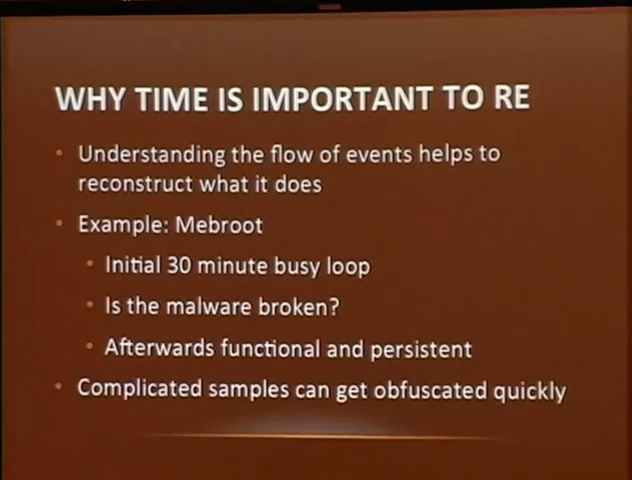 WHY TIME IS IMPORTANT TO RE
• Understanding the flow of events helps to
reconstruct what it does
• Example: Mebroot
• Initial 30 minute busy loop
• Is the malware broken?
• Afterwards functional and persistent
• Complicated samples can get obfuscated quickly